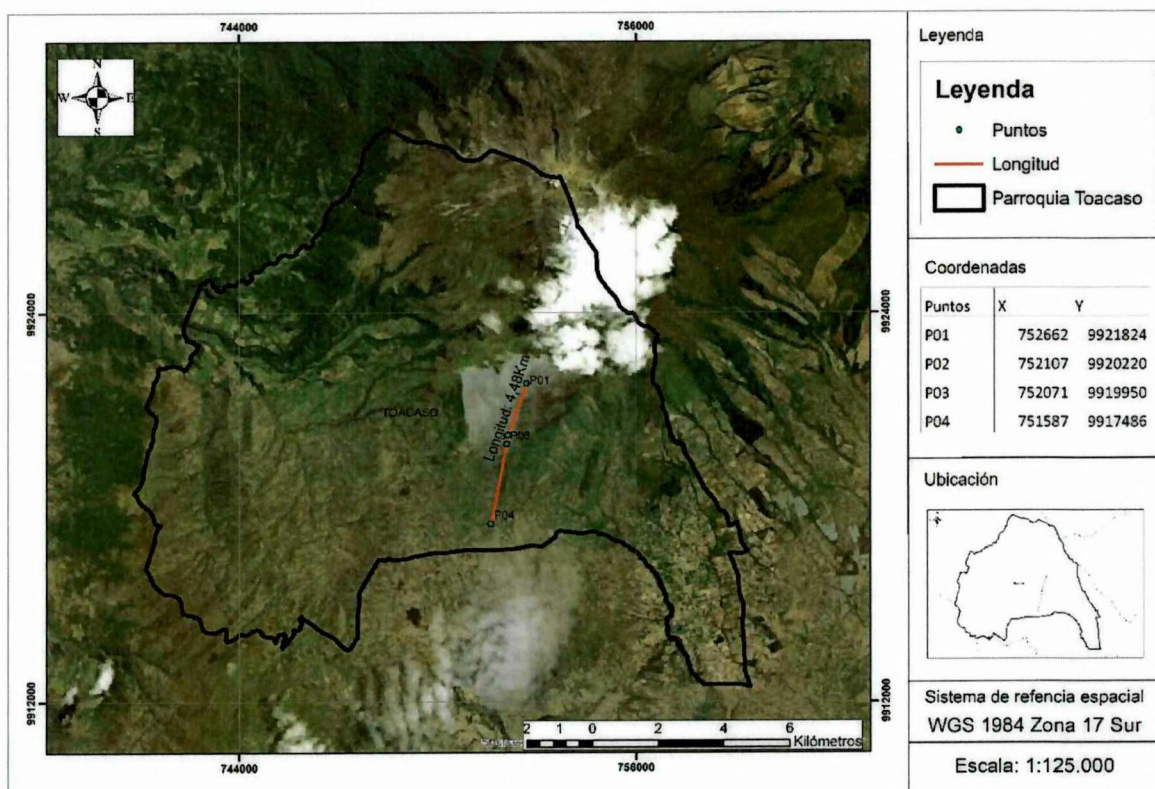 744000
756000
N
W
E
S
9924000
9924000
Longitud: 4,48Km
P01
TOACASO
P03
P04
9912000
9912000
2 1 0 2 4 6
Kilómetros
744000
756000
Leyenda
Leyenda
Puntos
Longitud
Parroquia Toacaso
Coordenadas
Puntos X Y
P01 752662 9921824
P02 752107 9920220
P03 752071 9919950
P04 751587 9917486
Ubicación
Sistema de refencia espacial
WGS 1984 Zona 17 Sur
Escala: 1:125.000